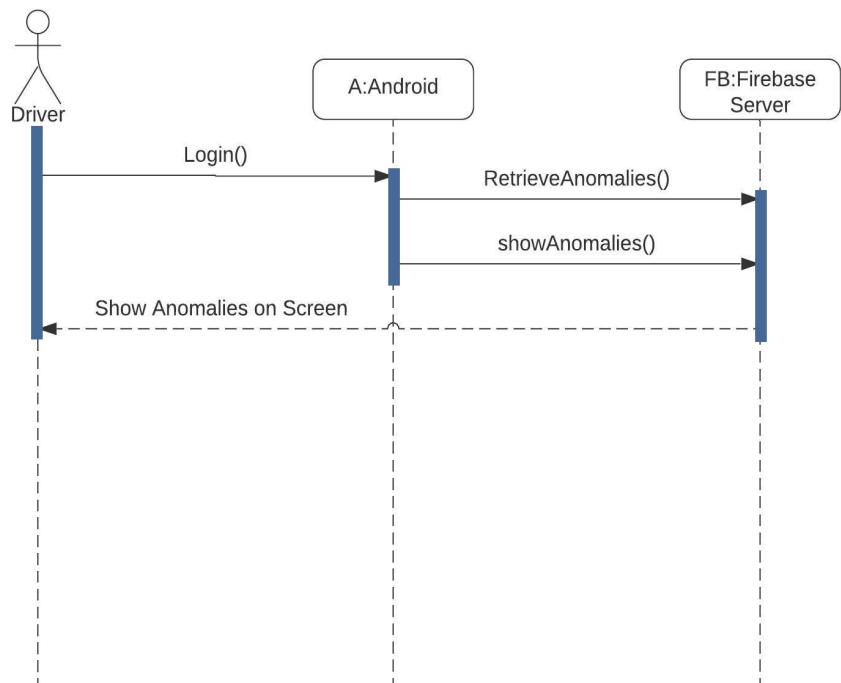 Driver
A:Android
FB:Firebase
Server
Login()
RetrieveAnomalies()
showAnomalies()
Show Anomalies on Screen